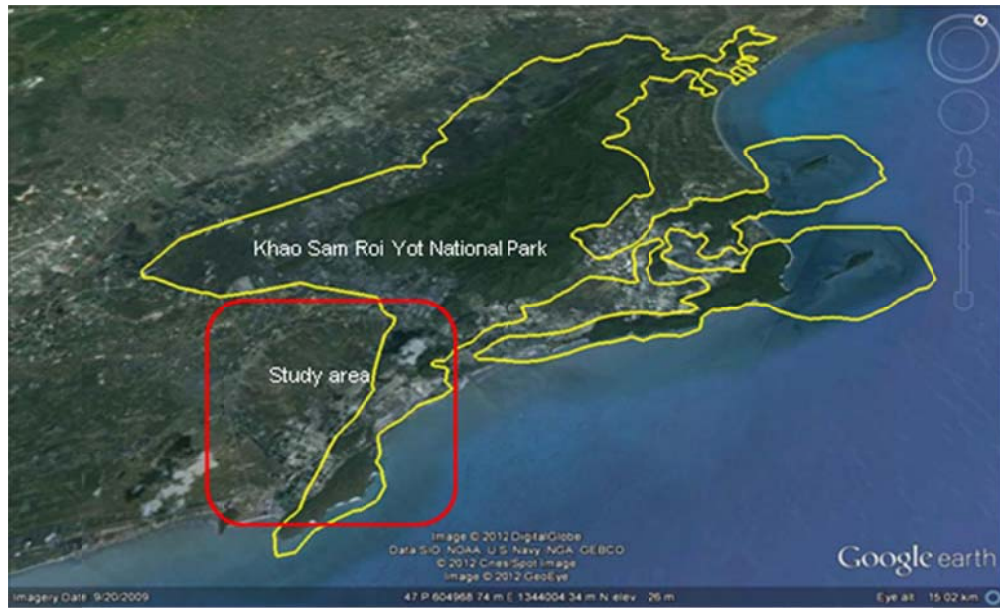 Khao Sam Roi Yot National Park
Study area
Image © 2012 DigitalGlobe
Data SIO, NOAA, U.S. Navy, NGA, GEBCO
© 2012 Cnes/Spot Image
Image © 2012 GeoEye
Google earth
Imagery Date: 9/20/2009
47 P 604968.74 m E 1344004.34 m N elev 26 m
Eye alt 15.02 km